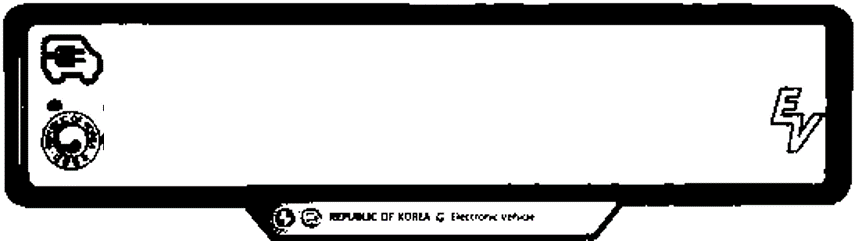 EV
REPUBLIC OF KOREA Electronic Vehicle